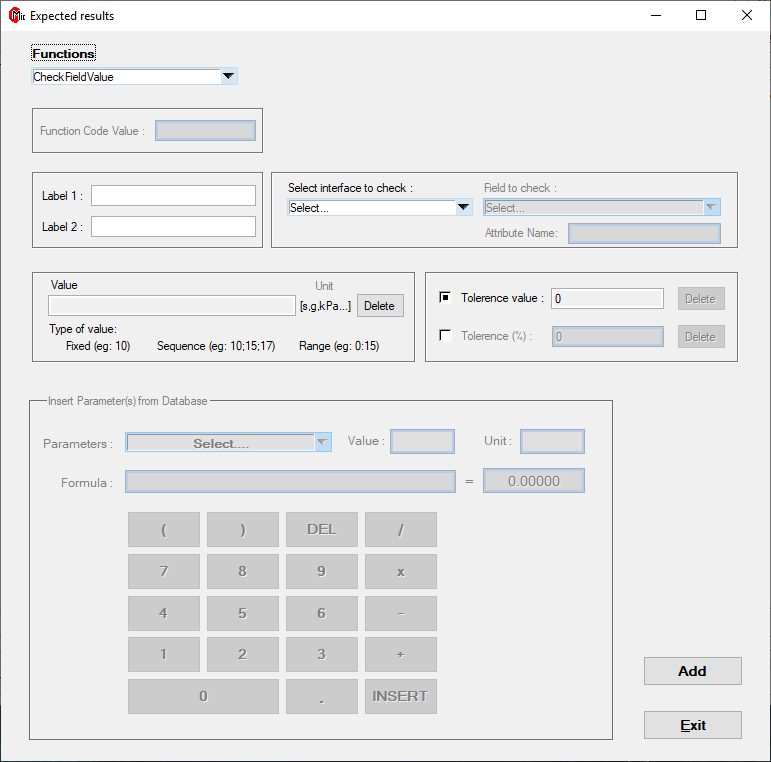 Expected results
Functions
CheckFieldValue
Function Code Value :
Label 1 :
Label 2 :
Select interface to check :
Select...
Field to check :
Select...
Attribute Name:
Value
Unit
[s,g,kPa...]
Delete
Type of value:
Fixed (eg: 10) Sequence (eg: 10;15;17) Range (eg: 0:15)
Tolerence value : 0 Delete
Tolerence (%) : 0 Delete
Insert Parameter(s) from Database
Parameters : Select.... Value : Unit :
Formula : = 0.00000
( ) DEL /
7 8 9 x
4 5 6 -
1 2 3 +
0 . INSERT
Add
Exit